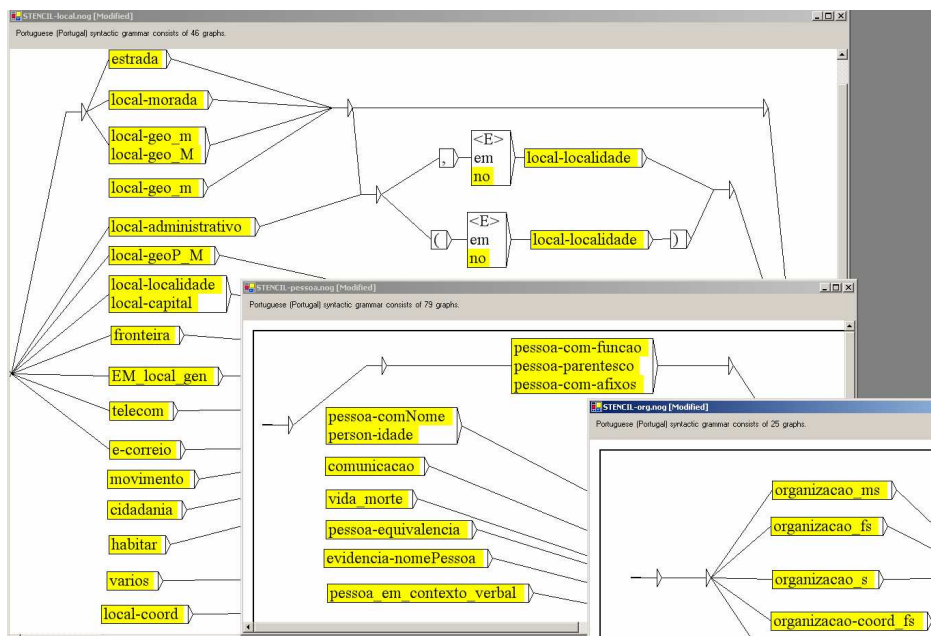 STENCIL-local.nog [Modified]
Portuguese (Portugal) syntactic grammar consists of 46 graphs.
estrada
local-morada
local-geo_m
local-geo_M
local-geo_m
local-administrativo
local-geoP_M
local-localidade
local-capital
fronteira
EM_local_gen
telecom
e-correio
movimento
cidadania
habitar
varios
local-coord
,
<E>
em
no
local-localidade
(
<E>
em
no
local-localidade
)
STENCIL-pessoa.nog [Modified]
Portuguese (Portugal) syntactic grammar consists of 79 graphs.
pessoa-com-funcao
pessoa-parentesco
pessoa-com-afixos
pessoa-comNome
person-idade
comunicacao
vida_morte
pessoa-equivalencia
evidencia-nomePessoa
pessoa_em_contexto_verbal
STENCIL-org.nog [Modified]
Portuguese (Portugal) syntactic grammar consists of 25 graphs.
organizacao_ms
organizacao_fs
organizacao_s
organizacao-coord_fs